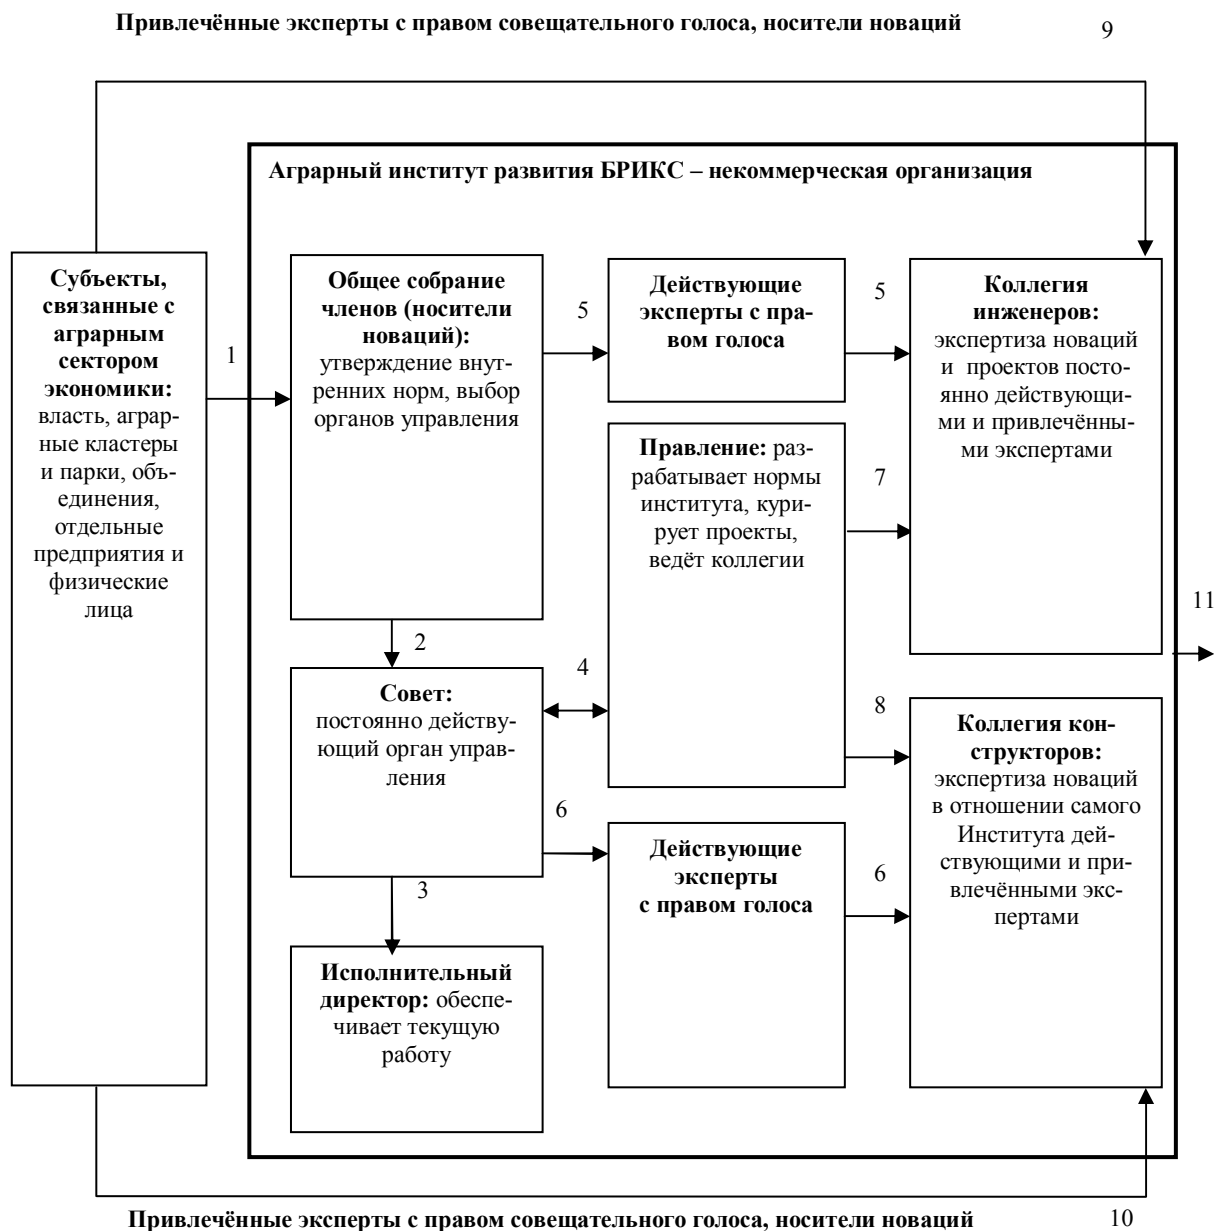 Привлечённые эксперты с правом совещательного голоса, носители новаций
9
Аграрный институт развития БРИКС – некоммерческая организация
Субъекты,
связанные с
аграрным
сектором
экономики:
власть, аграр-
ные кластеры
и парки, объ-
единения,
отдельные
предприятия и
физические
лица
1
Общее собрание
членов (носители
новаций):
утверждение внут-
ренних норм, выбор
органов управления
5
Действующие
эксперты с пра-
вом голоса
5
Коллегия
инженеров:
экспертиза новаций
и проектов посто-
янно действующи-
ми и привлечённы-
ми экспертами
Правление: раз-
рабатывает нормы
института, кури-
рует проекты,
ведёт коллегии
7
11
2
Совет:
постоянно действу-
ющий орган управ-
ления
4
8
Коллегия кон-
структоров:
экспертиза новаций
в отношении самого
Института дей-
ствующими и при-
влечёнными экс-
пертами
6
Действующие
эксперты
с правом голоса
6
3
Исполнительный
директор: обеспе-
чивает текущую
работу
Привлечённые эксперты с правом совещательного голоса, носители новаций
10